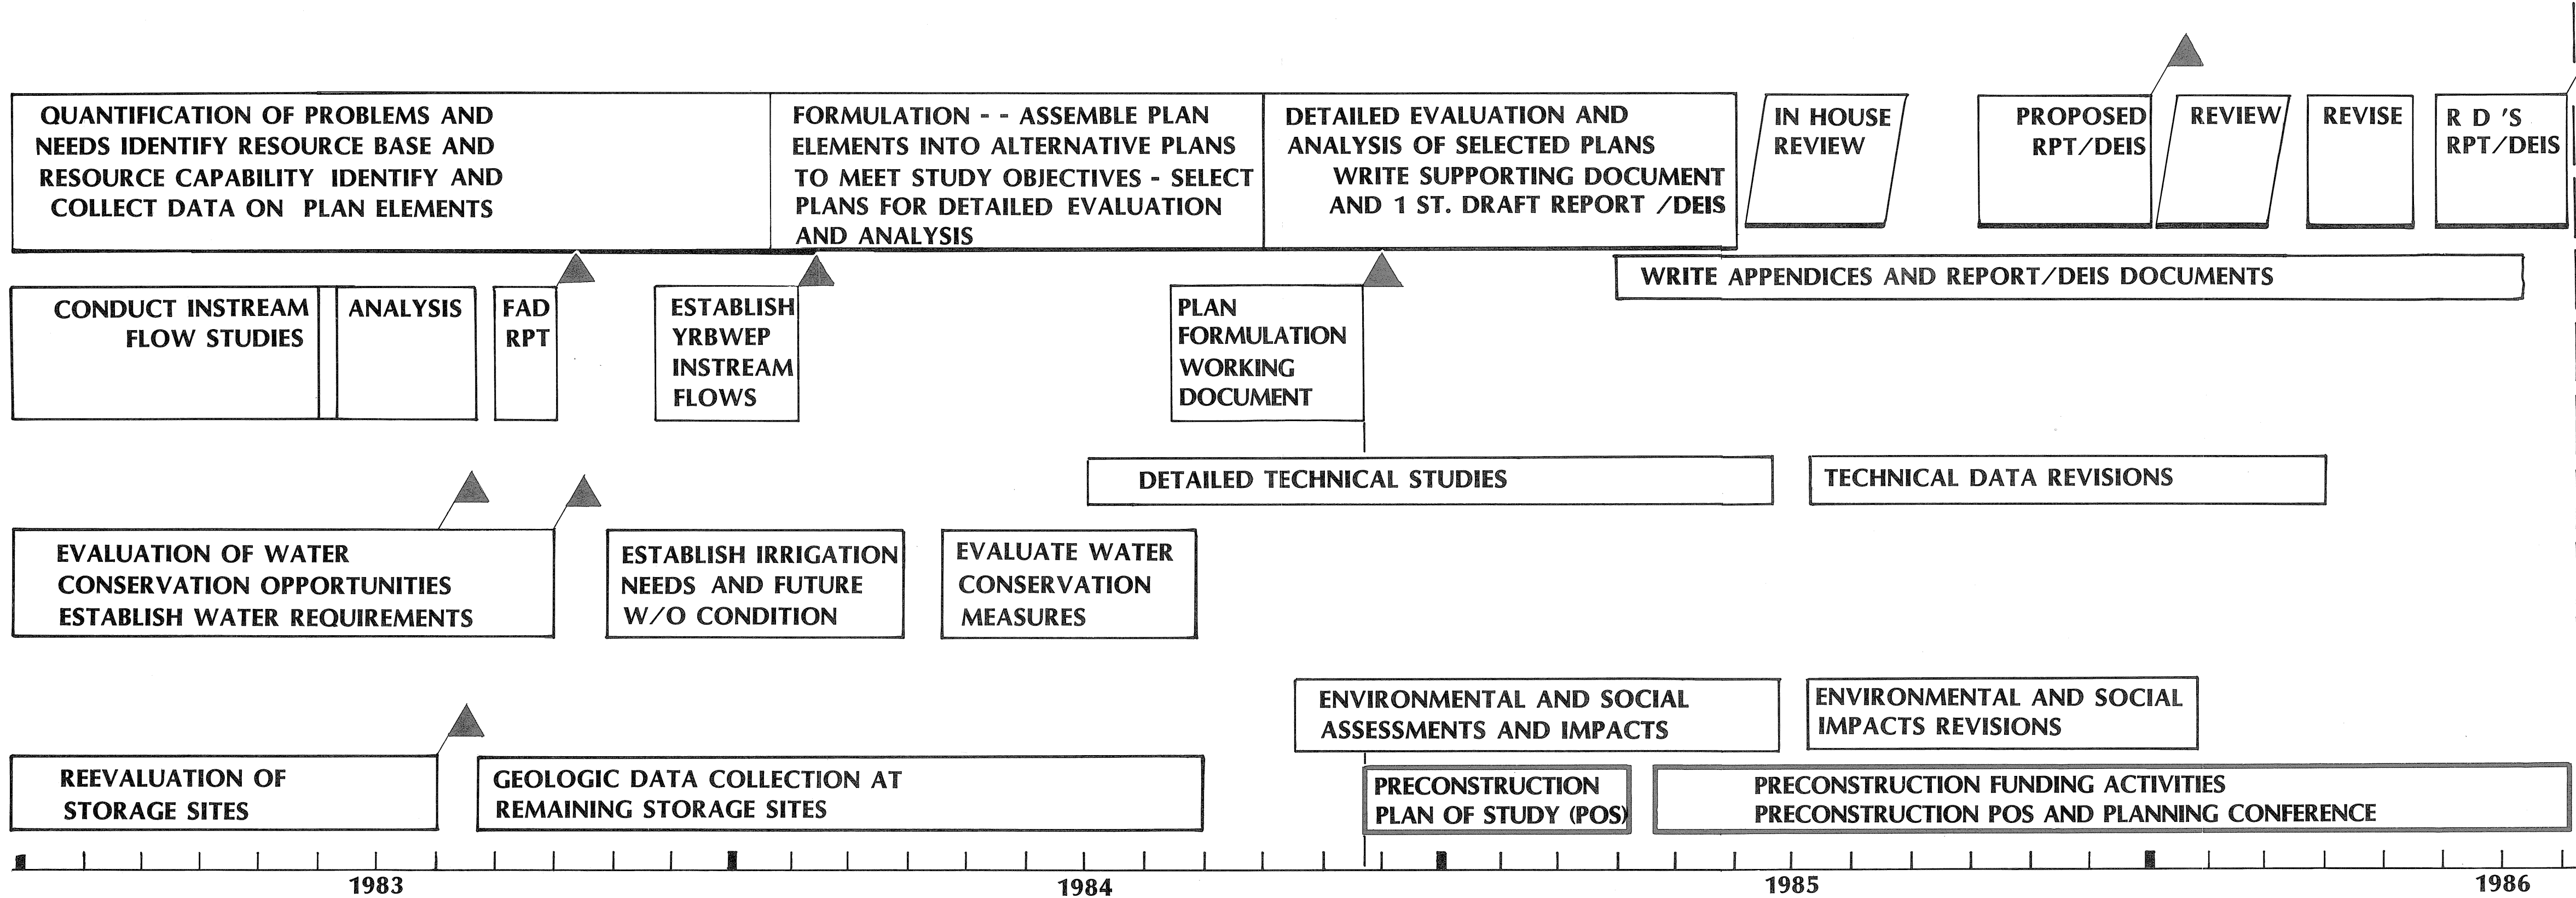 QUANTIFICATION OF PROBLEMS AND
NEEDS IDENTIFY RESOURCE BASE AND
RESOURCE CAPABILITY IDENTIFY AND
COLLECT DATA ON PLAN ELEMENTS
FORMULATION - - ASSEMBLE PLAN
ELEMENTS INTO ALTERNATIVE PLANS
TO MEET STUDY OBJECTIVES - SELECT
PLANS FOR DETAILED EVALUATION
AND ANALYSIS
DETAILED EVALUATION AND
ANALYSIS OF SELECTED PLANS
WRITE SUPPORTING DOCUMENT
AND 1 ST. DRAFT REPORT /DEIS
IN HOUSE
REVIEW
PROPOSED
RPT/DEIS
REVIEW
REVISE
R D 'S
RPT/DEIS
WRITE APPENDICES AND REPORT/DEIS DOCUMENTS
CONDUCT INSTREAM
FLOW STUDIES
ANALYSIS
FAD
RPT
ESTABLISH
YRBWEP
INSTREAM
FLOWS
PLAN
FORMULATION
WORKING
DOCUMENT
DETAILED TECHNICAL STUDIES
TECHNICAL DATA REVISIONS
EVALUATION OF WATER
CONSERVATION OPPORTUNITIES
ESTABLISH WATER REQUIREMENTS
ESTABLISH IRRIGATION
NEEDS AND FUTURE
W/O CONDITION
EVALUATE WATER
CONSERVATION
MEASURES
ENVIRONMENTAL AND SOCIAL
ASSESSMENTS AND IMPACTS
ENVIRONMENTAL AND SOCIAL
IMPACTS REVISIONS
REEVALUATION OF
STORAGE SITES
GEOLOGIC DATA COLLECTION AT
REMAINING STORAGE SITES
PRECONSTRUCTION
PLAN OF STUDY (POS)
PRECONSTRUCTION FUNDING ACTIVITIES
PRECONSTRUCTION POS AND PLANNING CONFERENCE
1983
1984
1985
1986